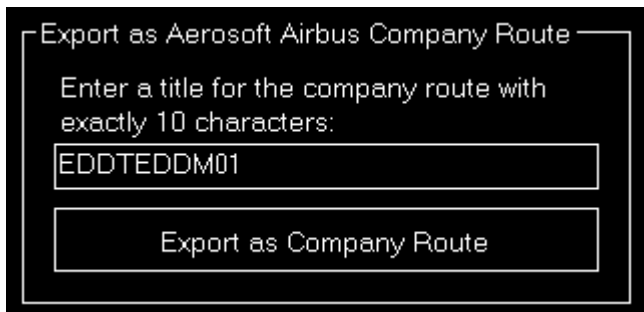 Export as Aerosoft Airbus Company Route
Enter a title for the company route with
exactly 10 characters:
EDDTEDDM01
Export as Company Route